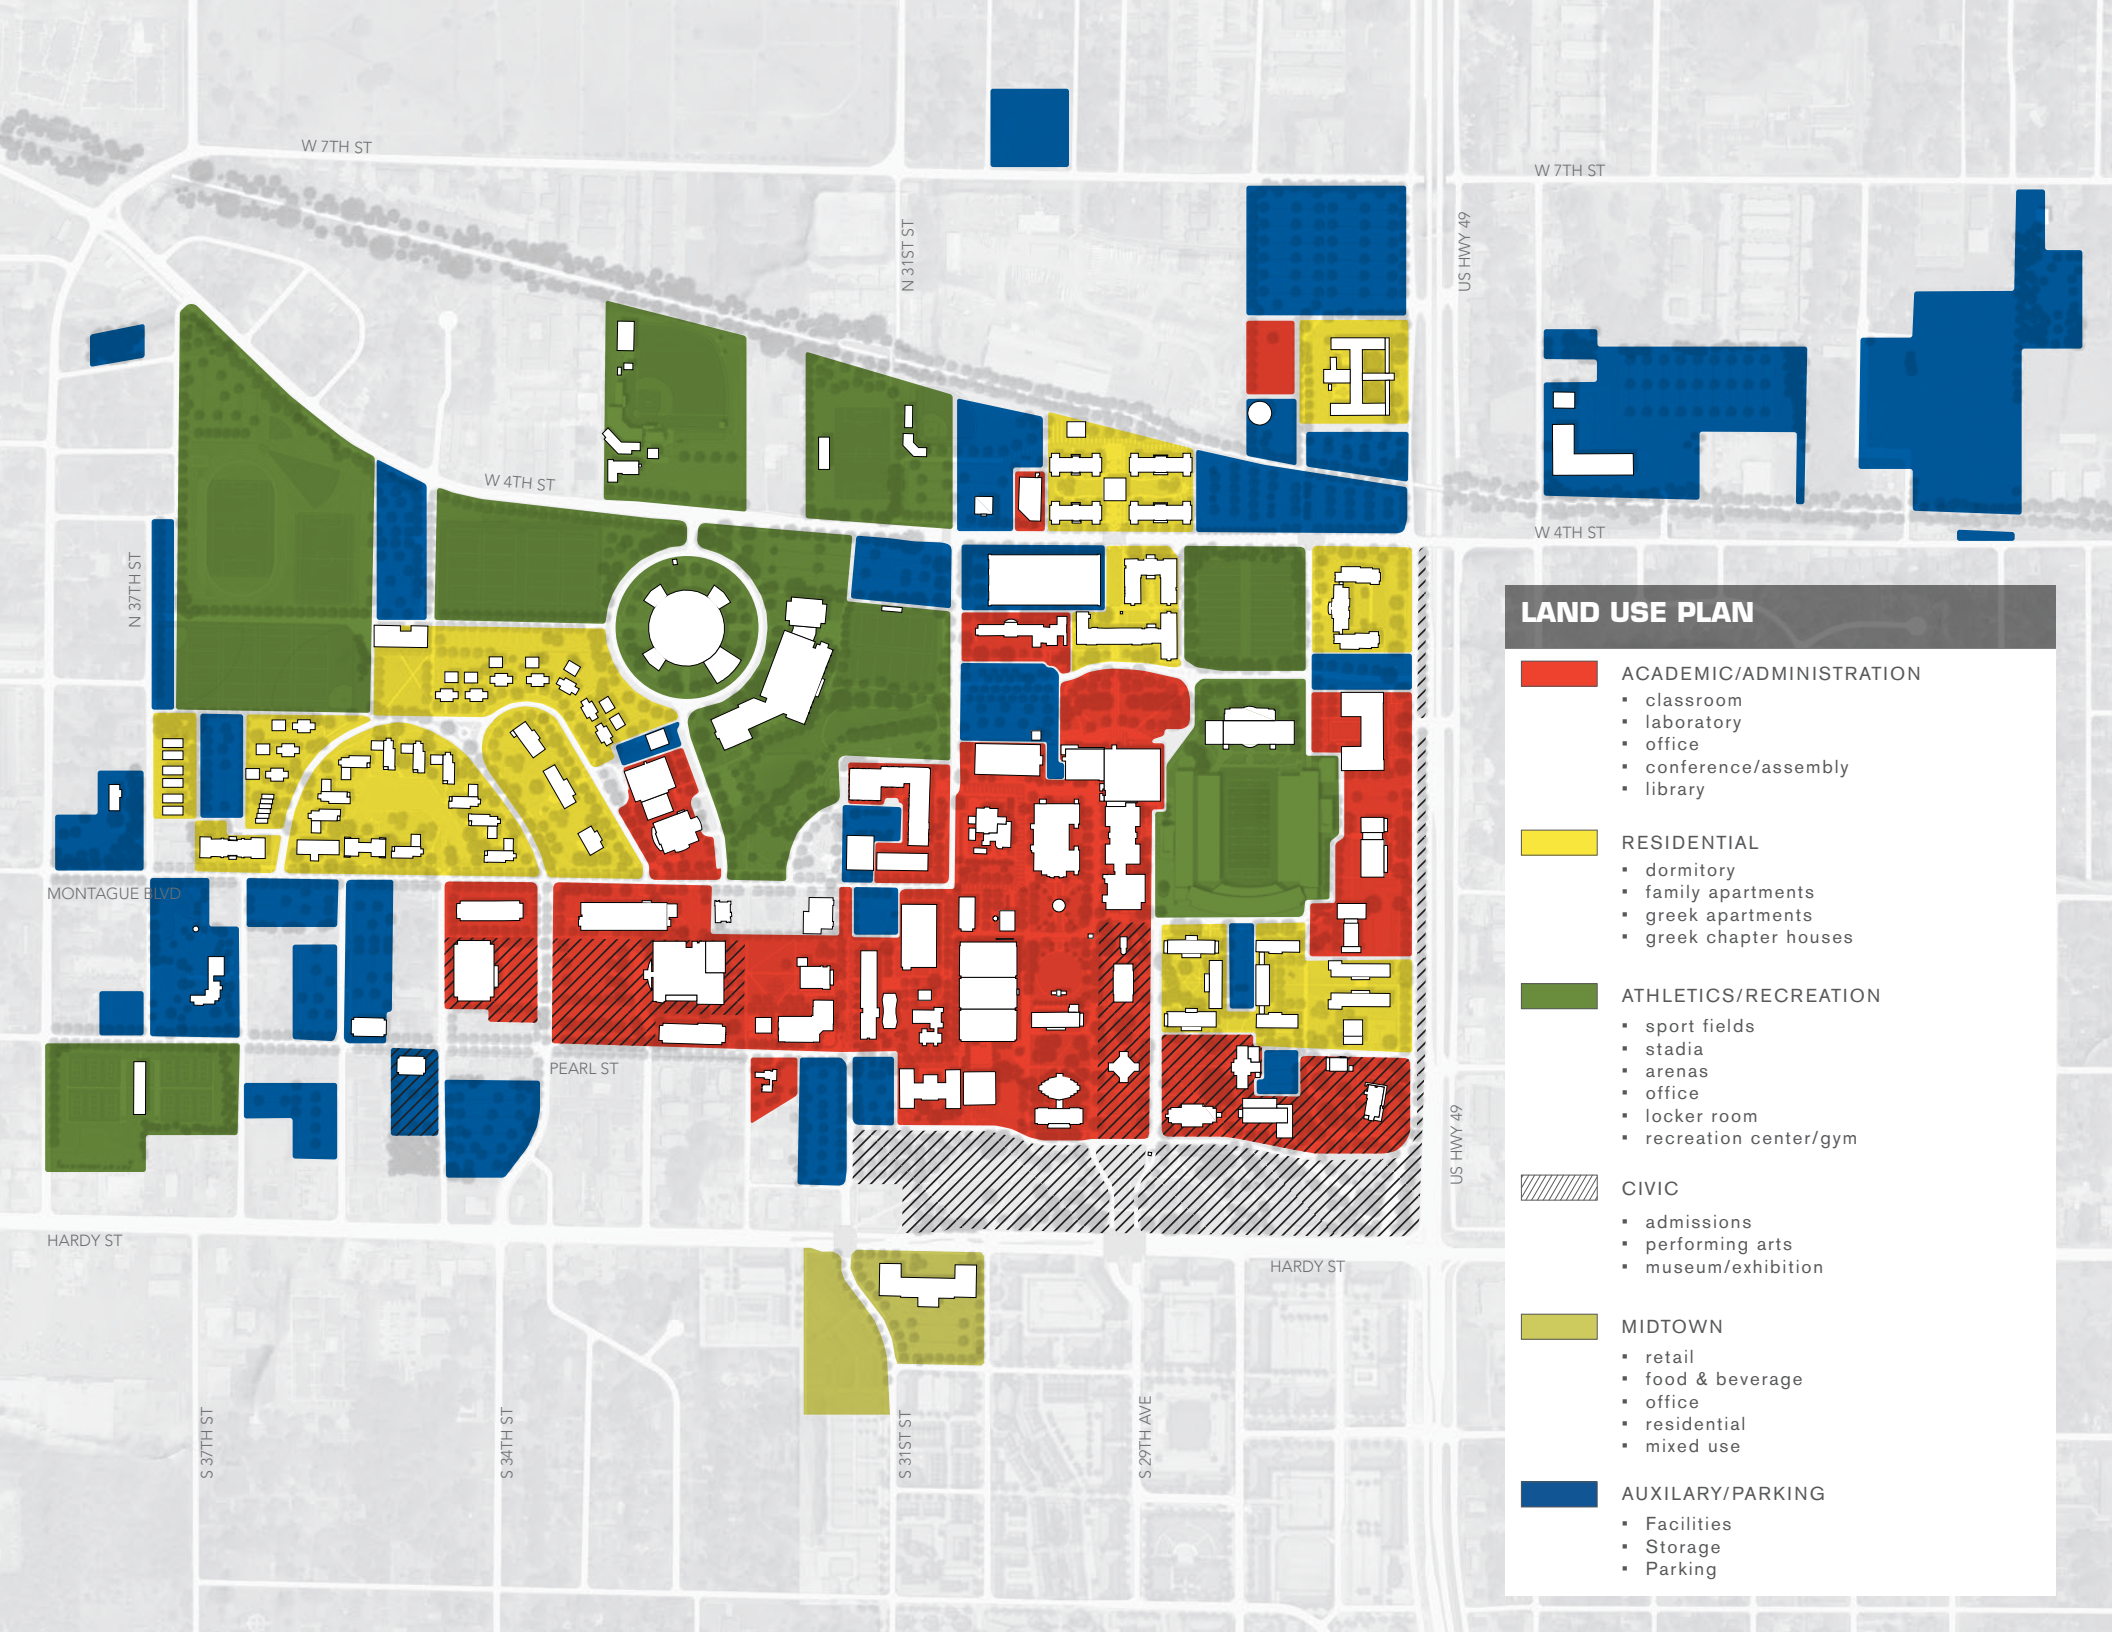 W 7TH ST
W 7TH ST
N 31ST ST
US HWY 49
W 4TH ST
W 4TH ST
N 37TH ST
LAND USE PLAN
ACADEMIC/ADMINISTRATION
▪ classroom
▪ laboratory
▪ office
▪ conference/assembly
▪ library
RESIDENTIAL
▪ dormitory
▪ family apartments
▪ greek apartments
▪ greek chapter houses
ATHLETICS/RECREATION
▪ sport fields
▪ stadia
▪ arenas
▪ office
▪ locker room
▪ recreation center/gym
CIVIC
▪ admissions
▪ performing arts
▪ museum/exhibition
MIDTOWN
▪ retail
▪ food & beverage
▪ office
▪ residential
▪ mixed use
AUXILARY/PARKING
▪ Facilities
▪ Storage
▪ Parking
MONTAGUE BLVD
PEARL ST
US HWY 49
HARDY ST
HARDY ST
S 37TH ST
S 34TH ST
S 31ST ST
S 29TH AVE